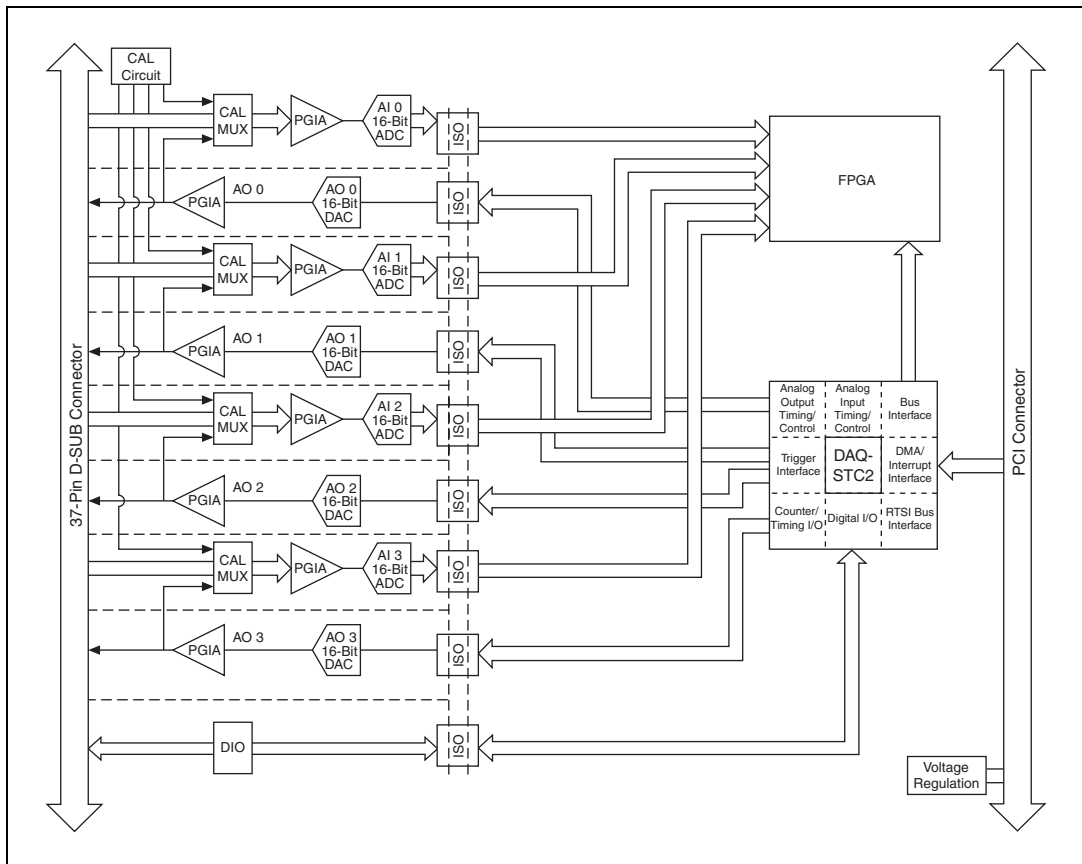 CAL
Circuit
CAL
MUX
PGIA
AI 0
16-Bit
ADC
ISO
FPGA
AO 0
PGIA
AO 0
16-Bit
DAC
ISO
CAL
MUX
PGIA
AI 1
16-Bit
ADC
ISO
AO 1
PGIA
AO 1
16-Bit
DAC
ISO
CAL
MUX
PGIA
AI 2
16-Bit
ADC
ISO
AO 2
PGIA
AO 2
16-Bit
DAC
ISO
CAL
MUX
PGIA
AI 3
16-Bit
ADC
ISO
AO 3
PGIA
AO 3
16-Bit
DAC
ISO
DIO
ISO
37-Pin D-SUB Connector
Analog
Output
Timing/
Control
Analog
Input
Timing/
Control
Bus
Interface
Trigger
Interface
DAQ-
STC2
DMA/
Interrupt
Interface
Counter/
Timing I/O
Digital I/O
RTSI Bus
Interface
PCI Connector
Voltage
Regulation